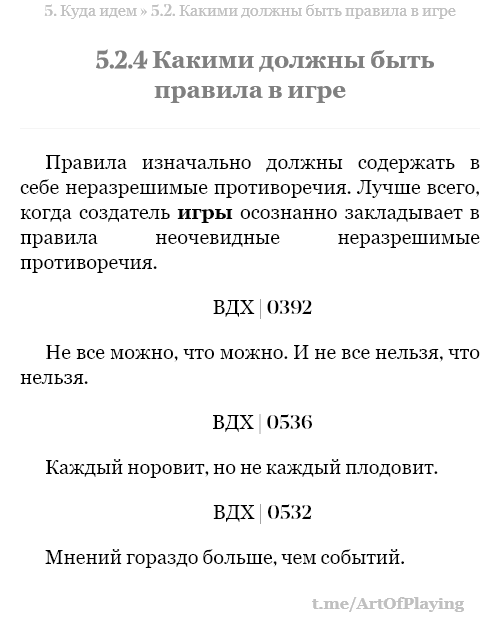 5. Куда идем » 5.2. Какими должны быть правила в игре
5.2.4 Какими должны быть
правила в игре
Правила изначально должны содержать в
себе неразрешимые противоречия. Лучше всего,
когда создатель игры осознанно закладывает в
правила неочевидные неразрешимые
противоречия.
ВДХ | 0392
Не все можно, что можно. И не все нельзя, что
нельзя.
ВДХ | 0536
Каждый норовит, но не каждый плодовит.
ВДХ | 0532
Мнений гораздо больше, чем событий.
t.me/ArtOfPlaying